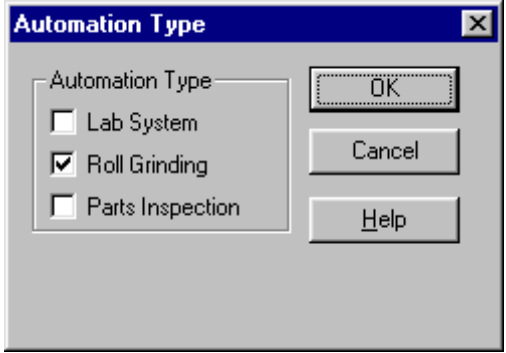 Automation Type
Automation Type
Lab System
Roll Grinding
Parts Inspection
OK
Cancel
Help